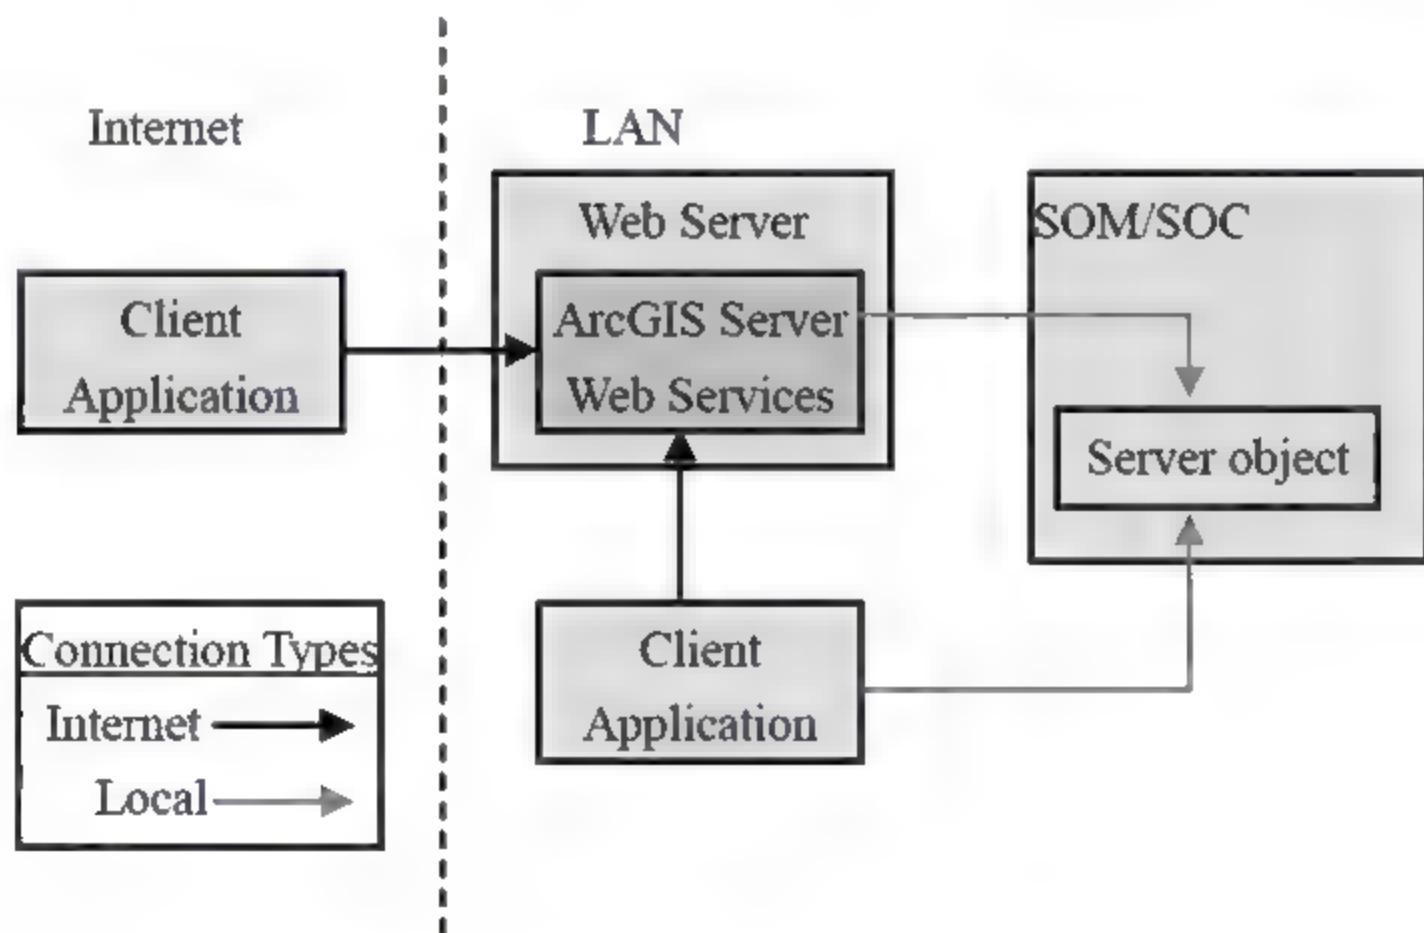 Internet
LAN
Web Server
SOM/SOC
Client
Application
ArcGIS Server
Web Services
Server object
Client
Application
Connection Types
Internet
Local